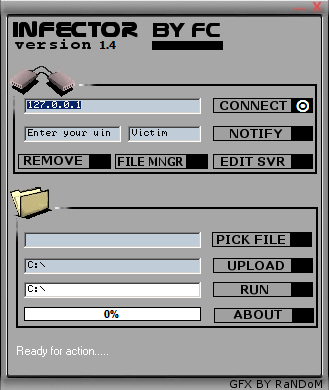 INFECTOR BY FC
version 1.4
127.0.0.1 CONNECT
Enter your uin Victim NOTIFY
REMOVE FILE MNGR EDIT SVR
PICK FILE
C:\ UPLOAD
C:\ RUN
0% ABOUT
Ready for action.....
GFX BY RaNDoM